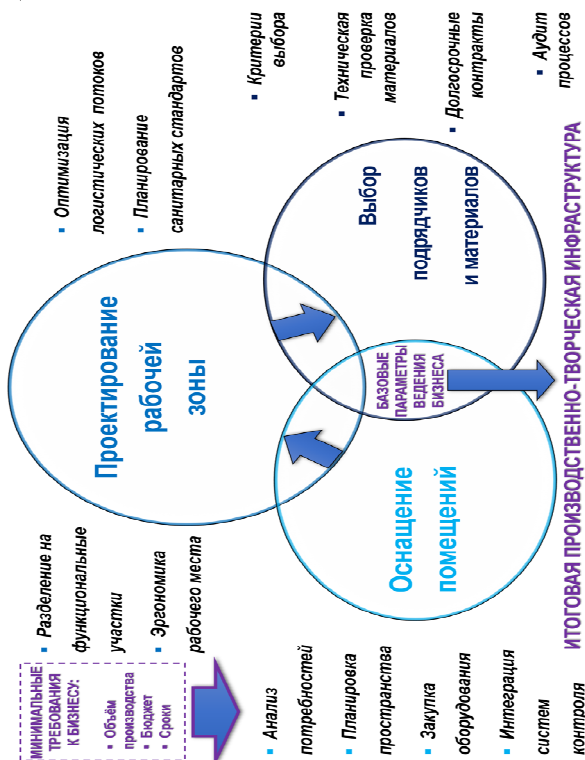 МИНИМАЛЬНЫЕ
ТРЕБОВАНИЯ
К БИЗНЕСУ:
▪ Объём
производства
▪ Бюджет
▪ Сроки
▪ Разделение на
функциональные
участки
▪ Эргономика
рабочего места
Проектирование
рабочей
зоны
▪ Оптимизация
логистических потоков
▪ Планирование
санитарных стандартов
▪ Анализ
потребностей
▪ Планировка
пространства
▪ Закупка
оборудования
▪ Интеграция
систем
контроля
Оснащение
помещений
БАЗОВЫЕ
ПАРАМЕТРЫ
ВЕДЕНИЯ
БИЗНЕСА
Выбор
подрядчиков
и материалов
▪ Критерии
выбора
▪ Техническая
проверка
материалов
▪ Долгосрочные
контракты
▪ Аудит
процессов
ИТОГОВАЯ ПРОИЗВОДСТВЕННО-ТВОРЧЕСКАЯ ИНФРАСТРУКТУРА